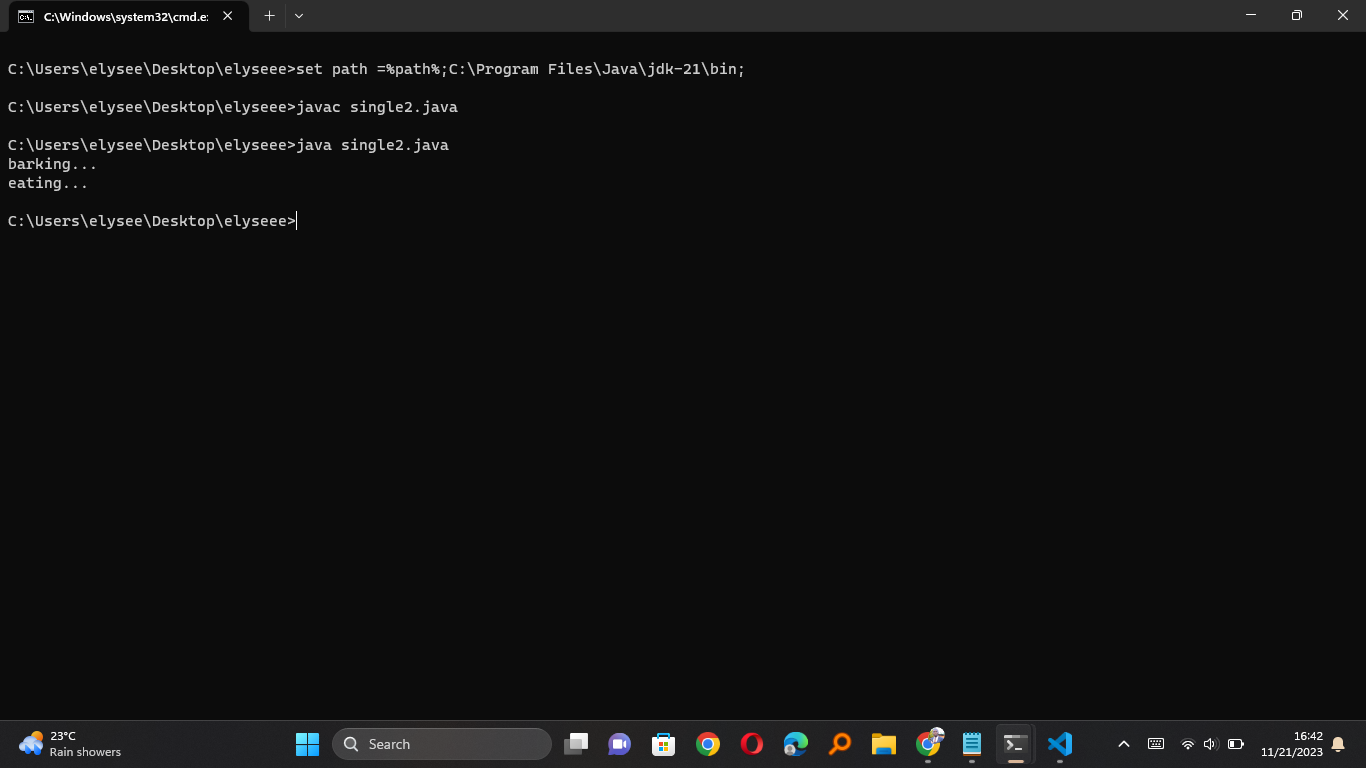 C:\Windows\system32\cmd.e:
C:\Users\elysee\Desktop\elyseee>set path =%path%;C:\Program Files\Java\jdk-21\bin;
C:\Users\elysee\Desktop\elyseee>javac single2.java
C:\Users\elysee\Desktop\elyseee>java single2.java
barking...
eating...
C:\Users\elysee\Desktop\elyseee>
23°C
Rain showers
Search
16:42
11/21/2023